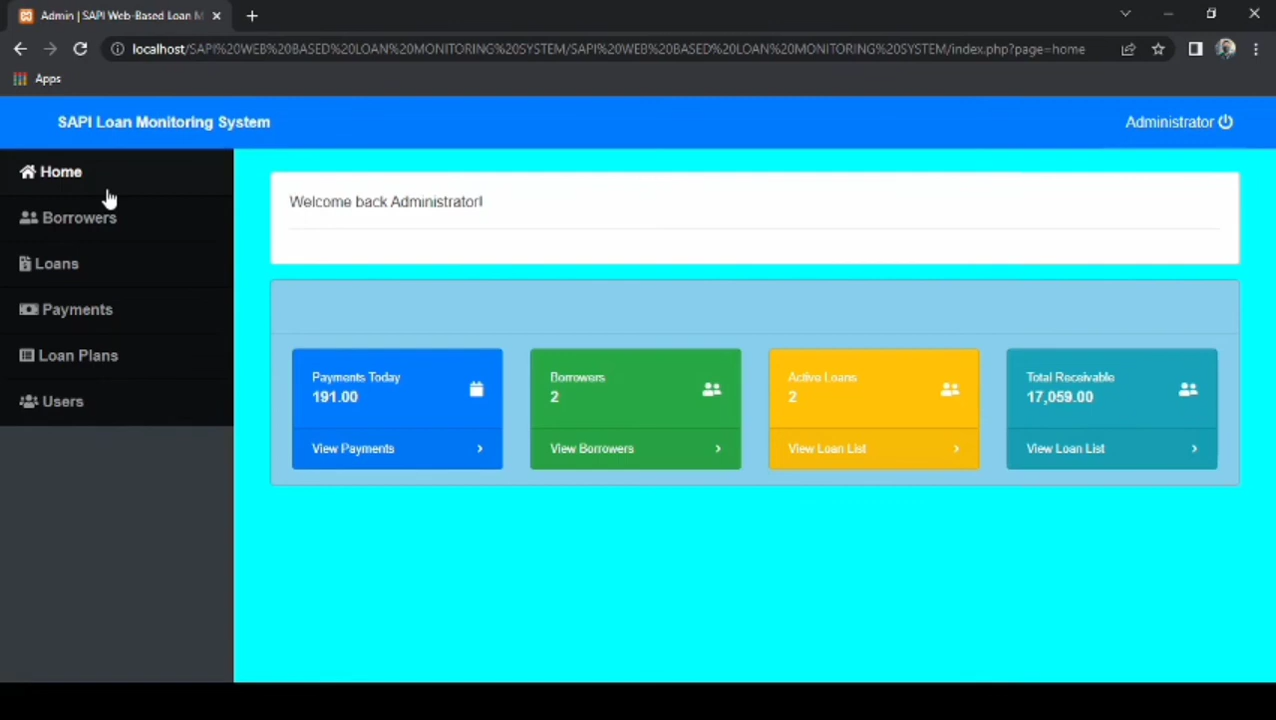 Admin | SAPI Web-Based Loan M
localhost/SAPI%20WEB%20BASED%20LOAN%20MONITORING%20SYSTEM/SAPI%20WEB%20BASED%20LOAN%20MONITORING%20SYSTEM/index.php?page=home
Apps
SAPI Loan Monitoring System
Administrator
Home
Borrowers
Loans
Payments
Loan Plans
Users
Welcome back Administrator!
Payments Today
191.00
View Payments
Borrowers
2
View Borrowers
Active Loans
2
View Loan List
Total Receivable
17,059.00
View Loan List